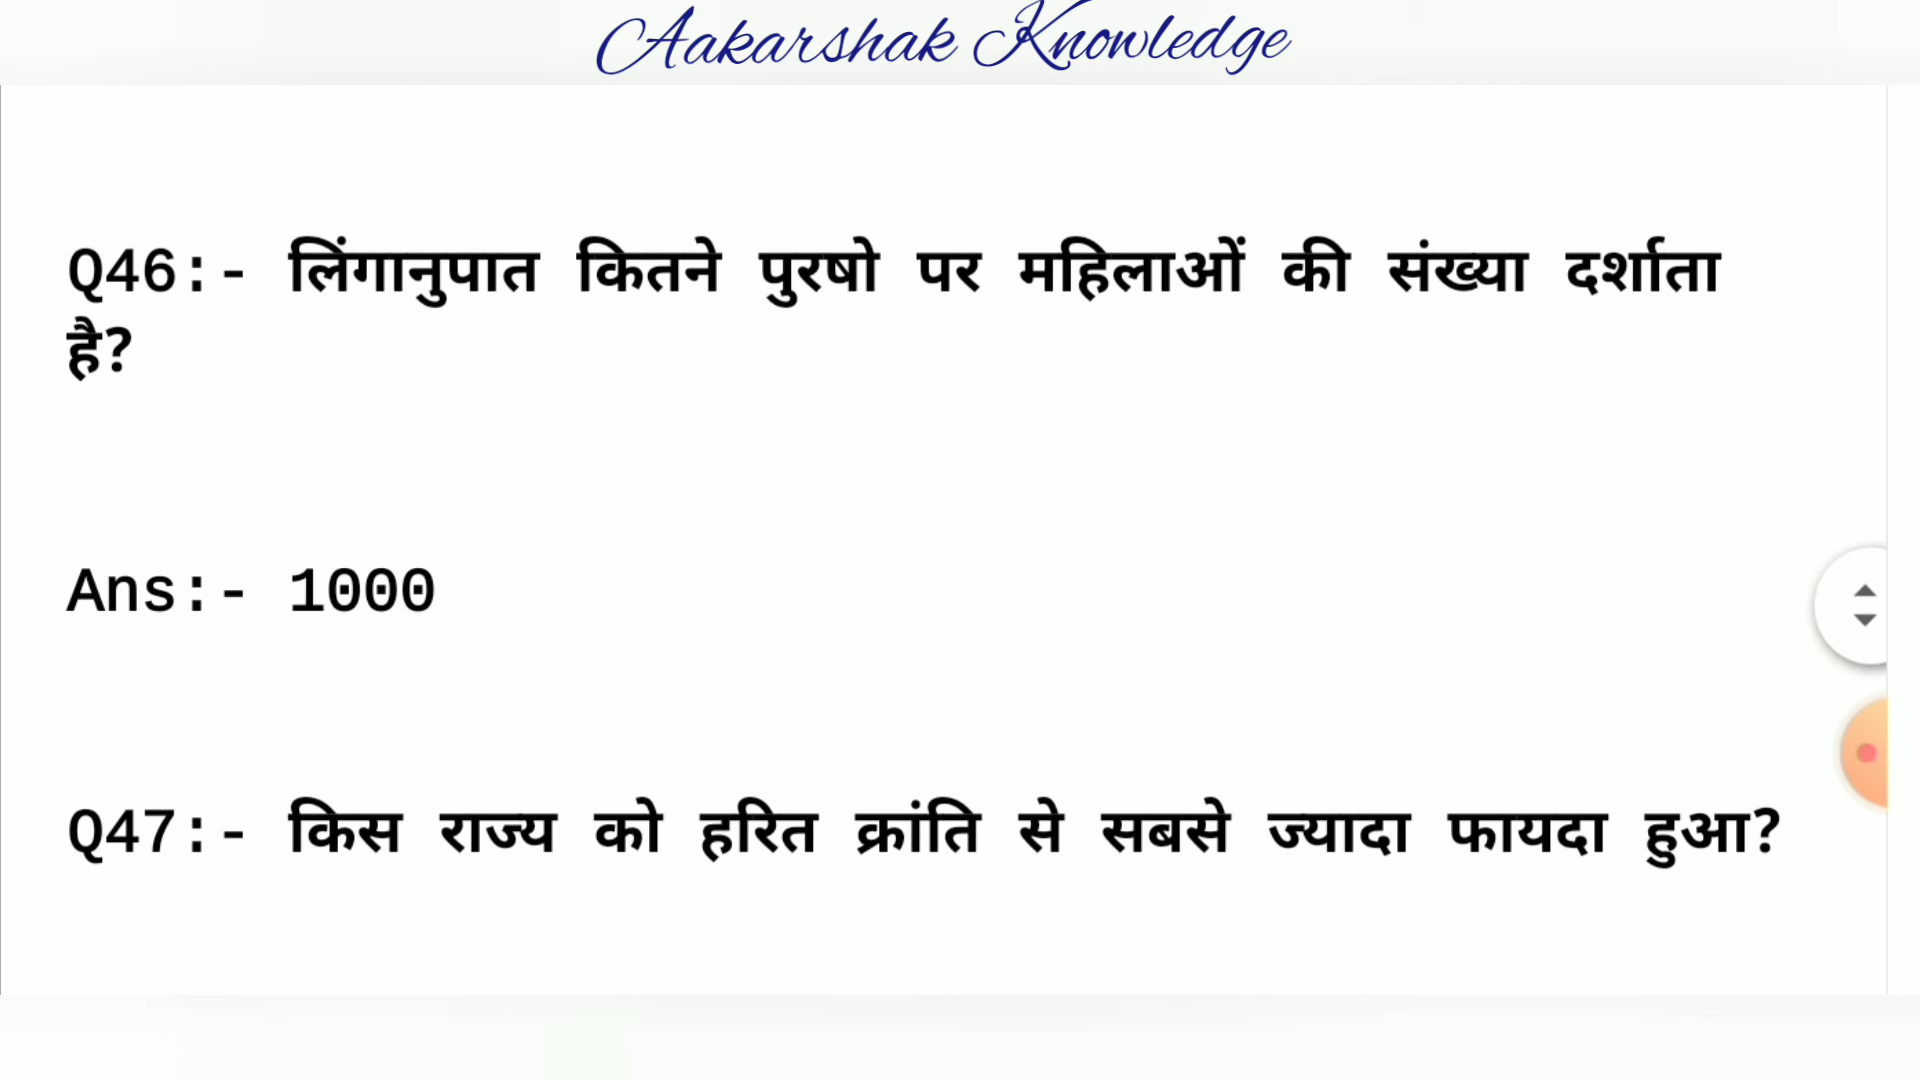 Aakarshak Knowledge
Q46:- लिंगानुपात कितने पुरषो पर महिलाओं की संख्या दर्शाता
है?
Ans:- 1000
Q47:- किस राज्य को हरित क्रांति से सबसे ज्यादा फायदा हुआ?